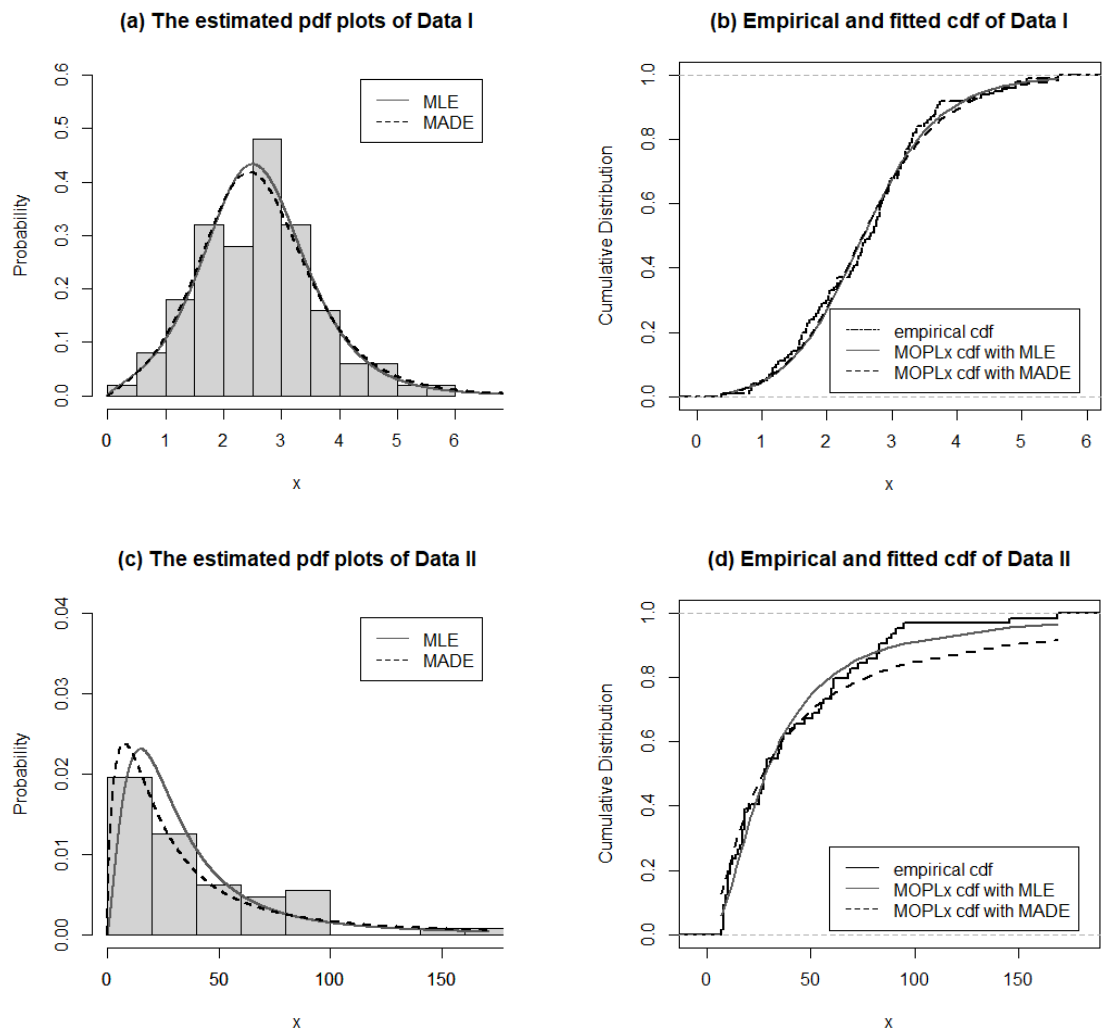 (a) The estimated pdf plots of Data I
Probability
0.0 0.1 0.2 0.3 0.4 0.5 0.6
MLE
MADE
0 1 2 3 4 5 6
x
(b) Empirical and fitted cdf of Data I
Cumulative Distribution
0.0 0.2 0.4 0.6 0.8 1.0
empirical cdf
MOPLx cdf with MLE
MOPLx cdf with MADE
0 1 2 3 4 5 6
x
(c) The estimated pdf plots of Data II
Probability
0.00 0.01 0.02 0.03 0.04
MLE
MADE
0 50 100 150
x
(d) Empirical and fitted cdf of Data II
Cumulative Distribution
0.0 0.2 0.4 0.6 0.8 1.0
empirical cdf
MOPLx cdf with MLE
MOPLx cdf with MADE
0 50 100 150
x